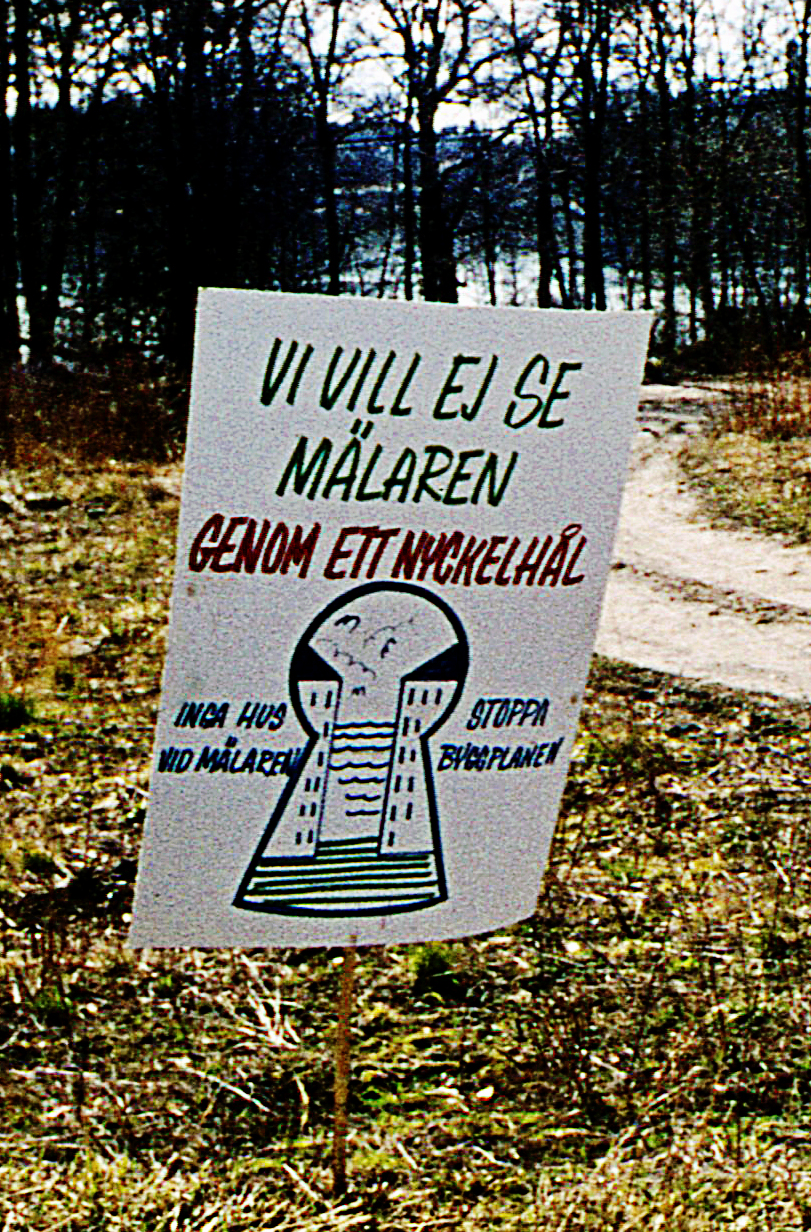 VI VILL EJ SE
MÄLAREN
GENOM ETT NYCKELHÅL
INGA HUS
VID MÄLAREN
STOPPA
BYGGPLANEN